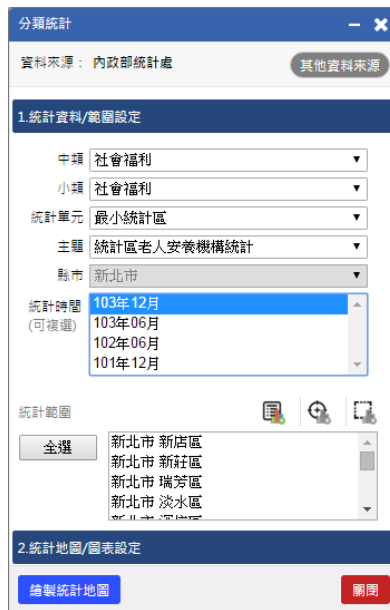 分類統計
資料來源： 內政部統計處
其他資料來源
1.統計資料/範圍設定
中類 社會福利
小類 社會福利
統計單元 最小統計區
主題 統計區老人安養機構統計
縣市 新北市
統計時間
(可複選)
103年12月
103年06月
102年06月
101年12月
統計範圍
全選
新北市 新店區
新北市 新莊區
新北市 瑞芳區
新北市 淡水區
新北市
2.統計地圖/圖表設定
繪製統計地圖
關閉